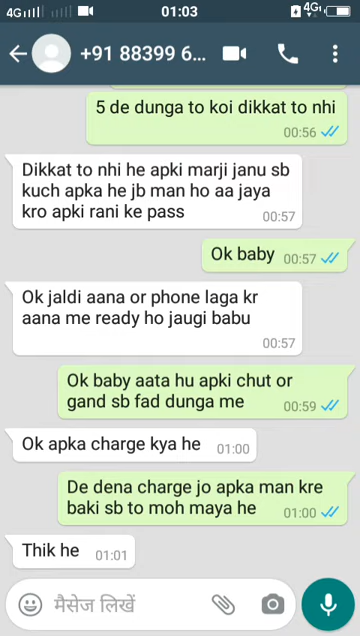 4G 01:03 4G
+91 88399 6...
5 de dunga to koi dikkat to nhi
00:56
Dikkat to nhi he apki marji janu sb
kuch apka he jb man ho aa jaya
kro apki rani ke pass
00:57
Ok baby 00:57
Ok jaldi aana or phone laga kr
aana me ready ho jaugi babu
00:57
Ok baby aata hu apki chut or
gand sb fad dunga me 00:59
Ok apka charge kya he 01:00
De dena charge jo apka man kre
baki sb to moh maya he 01:00
Thik he 01:01
मैसेज लिखें